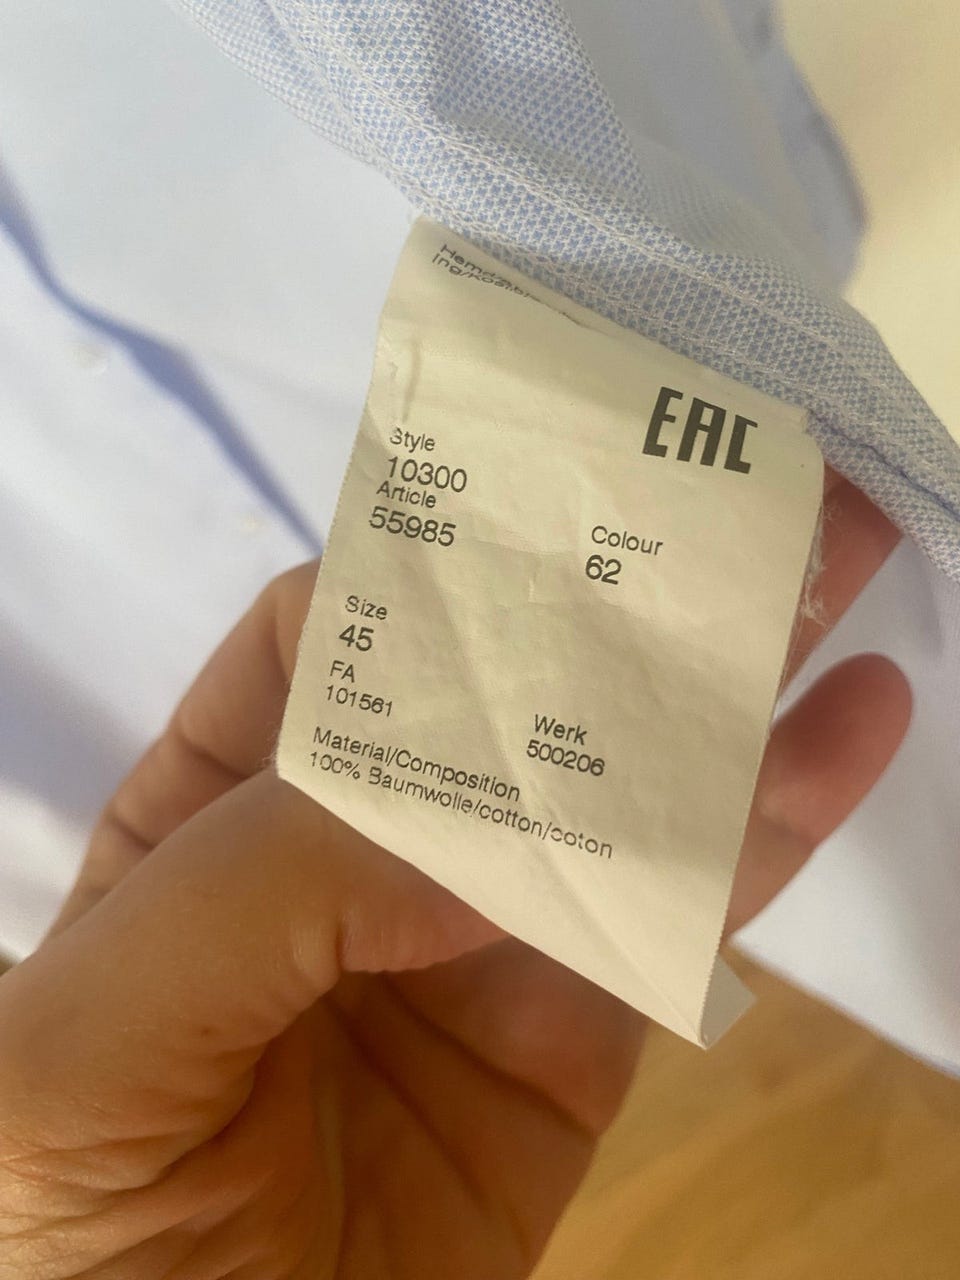 EAC
Style
10300
Article
55985
Colour
62
Size
45
FA
101561
Werk
500206
Material/Composition
100% Baumwolle/cotton/coton